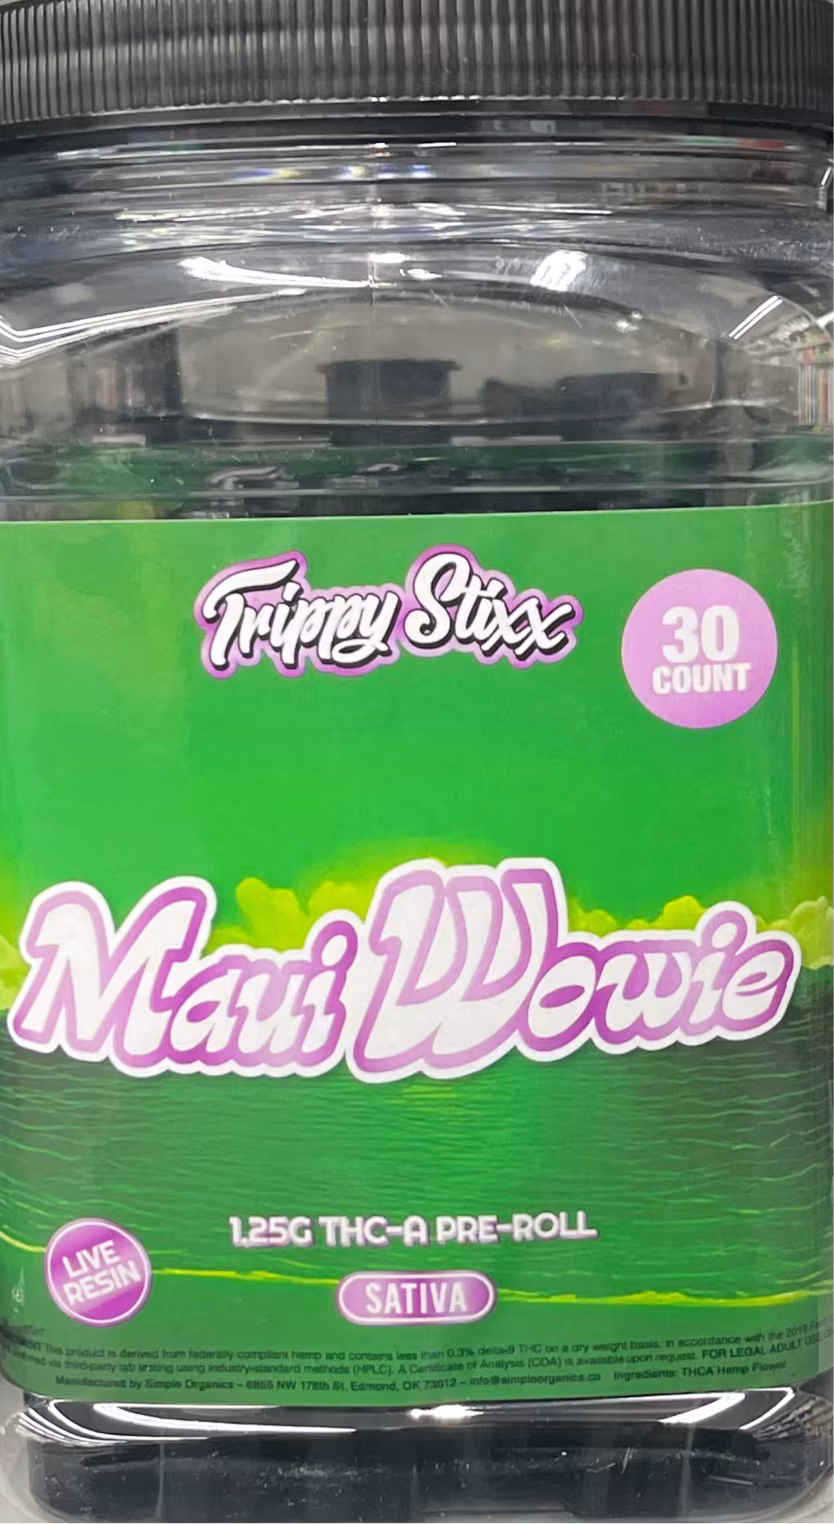 Trippy Stixx
30
COUNT
Maui Wowie
1.25G THC-A PRE-ROLL
LIVE
RESIN
SATIVA
This product is derived from federally compliant hemp and contains less than 0.3% delta-9 THC on a dry weight basis, in accordance with the 2018
via third-party lab testing using industry-standard methods (HPLC). A Certificate of Analysis (COA) is available upon request. FOR LEGAL ADULT USE
Manufactured by Simple Organics – 6855 NW 178th St. Edmond, OK 73012 – info@simpleorganics.co Ingredients: THCA Hemp Flower